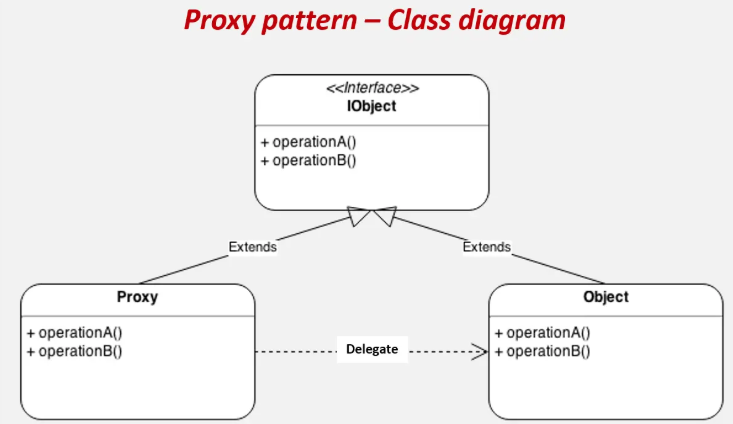 Proxy pattern – Class diagram
<<Interface>>
IObject
+ operationA()
+ operationB()
Extends
Extends
Proxy
+ operationA()
+ operationB()
Delegate
Object
+ operationA()
+ operationB()